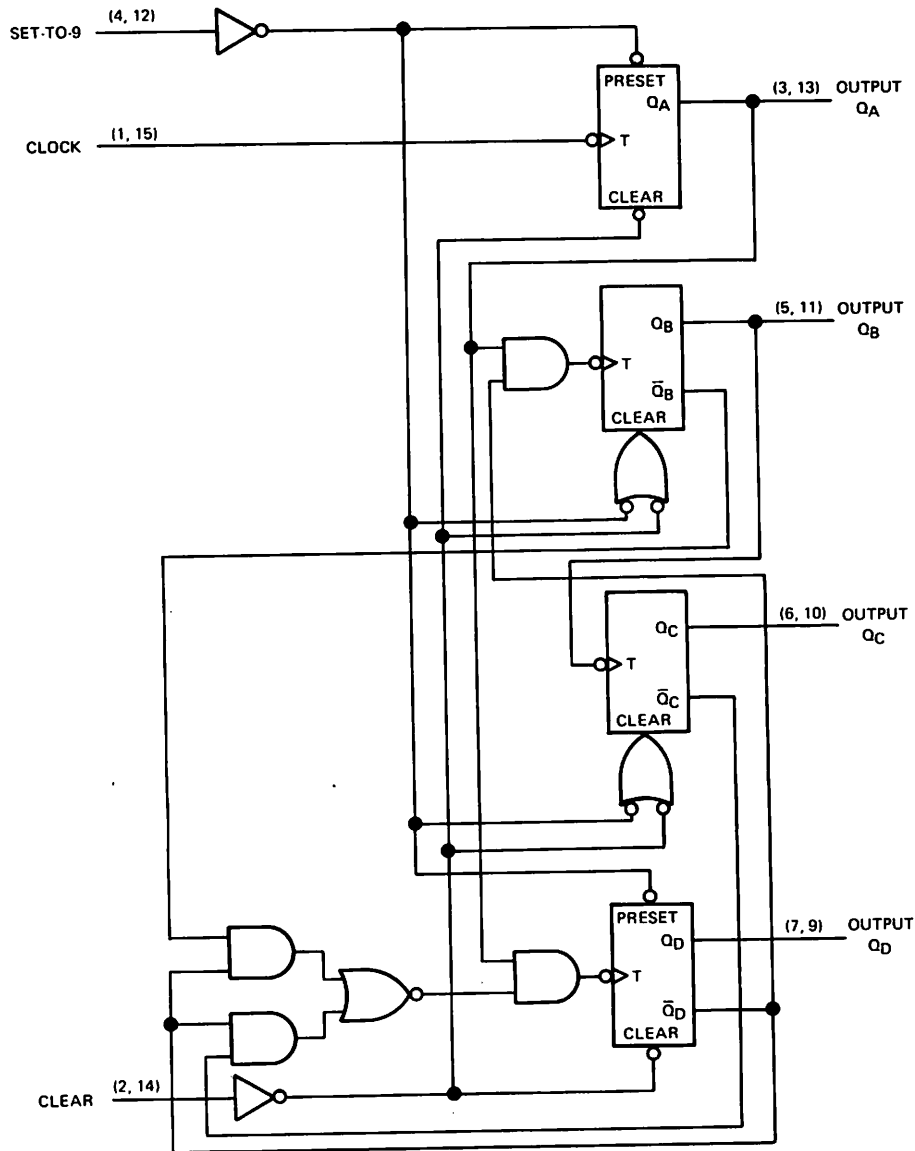 SET-TO-9 (4, 12)
PRESET
QA
(3, 13) OUTPUT QA
CLOCK (1, 15)
T
CLEAR
QB
(5, 11) OUTPUT QB
T
Q̅B
CLEAR
QC
(6, 10) OUTPUT QC
T
Q̅C
CLEAR
PRESET
QD
(7, 9) OUTPUT QD
T
Q̅D
CLEAR
CLEAR (2, 14)